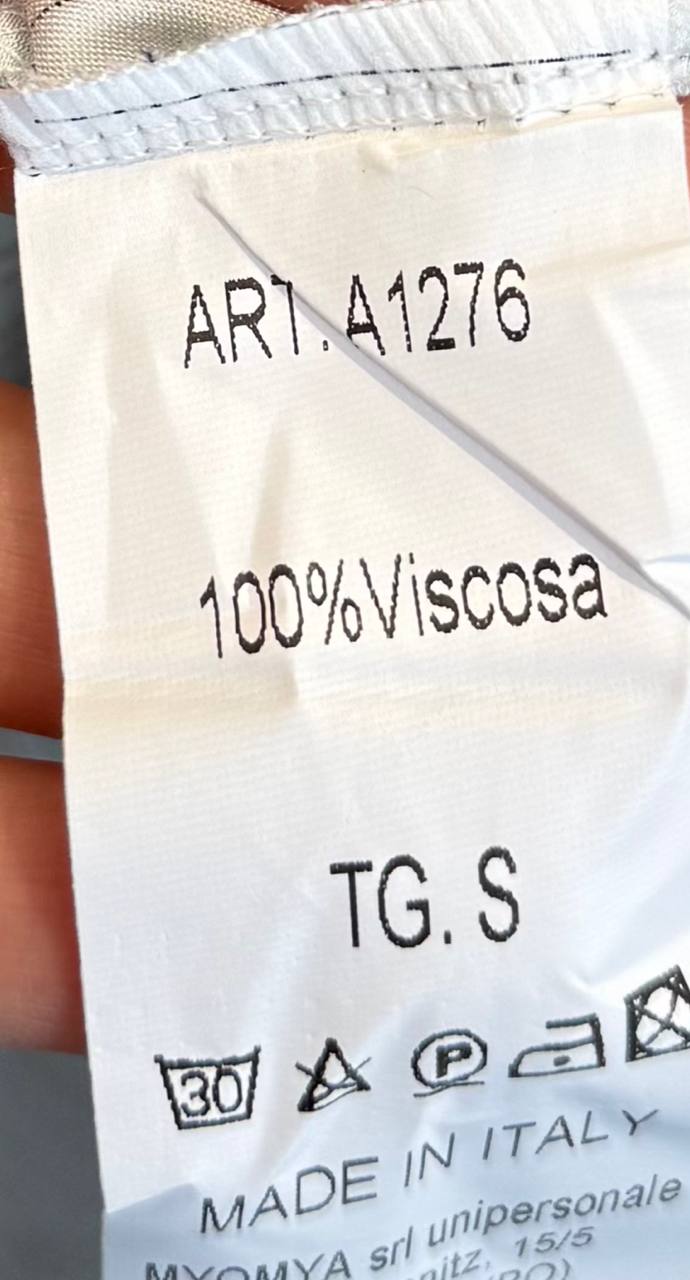 ART. A1276
100%Viscosa
TG. S
30 P
MADE IN ITALY
MYOMYA srl unipersonale
15/5